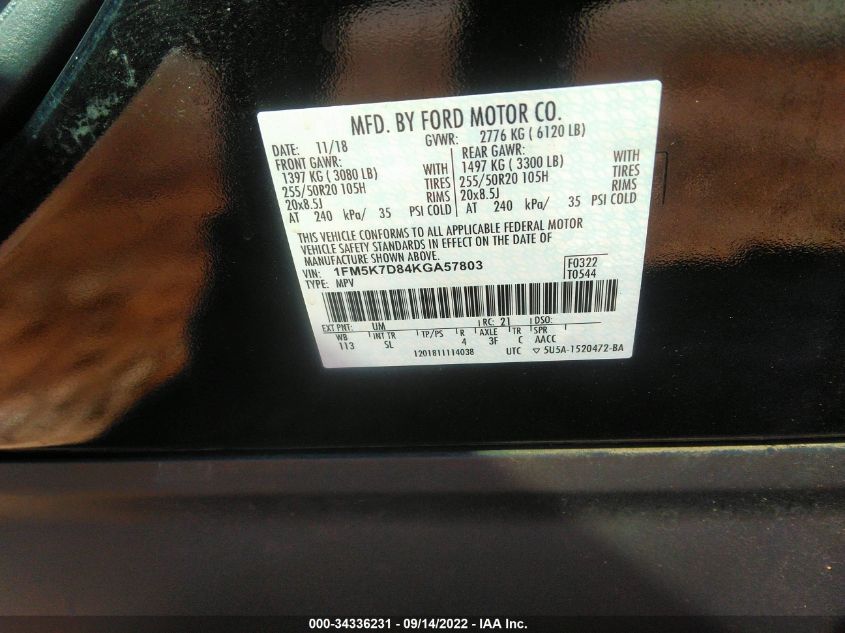 MFD. BY FORD MOTOR CO.
DATE: 11/18 GVWR: 2776 KG ( 6120 LB)
FRONT GAWR: REAR GAWR:
1397 KG ( 3080 LB) WITH 1497 KG ( 3300 LB) WITH
255/50R20 105H TIRES 255/50R20 105H TIRES
20x8.5J RIMS 20x8.5J RIMS
AT 240 kPa/ 35 PSI COLD AT 240 kPa/ 35 PSI COLD
THIS VEHICLE CONFORMS TO ALL APPLICABLE FEDERAL MOTOR
VEHICLE SAFETY STANDARDS IN EFFECT ON THE DATE OF
MANUFACTURE SHOWN ABOVE.
VIN: 1FM5K7D84KGA57803 F0322
TYPE: MPV T0544
EXT PNT: UM RC: 21 DSO:
WB INT TR TP/PS R AXLE TR SPR
113 SL 4 3F C AACC
1201811114038 UTC ▽ 5U5A-1520472-BA
000-34336231 - 09/14/2022 - IAA Inc.